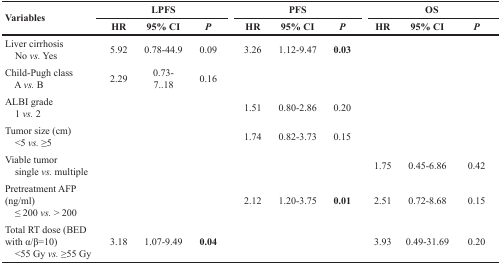 Variables LPFS PFS OS
HR 95% CI P HR 95% CI P HR 95% CI P
Liver cirrhosis
No vs. Yes 5.92 0.78-44.9 0.09 3.26 1.12-9.47 0.03
Child-Pugh class
A vs. B 2.29 0.73-
7..18 0.16
ALBI grade
1 vs. 2 1.51 0.80-2.86 0.20
Tumor size (cm)
<5 vs. ≥5 1.74 0.82-3.73 0.15
Viable tumor
single vs. multiple 1.75 0.45-6.86 0.42
Pretreatment AFP
(ng/ml) 2.12 1.20-3.75 0.01 2.51 0.72-8.68 0.15
≤ 200 vs. > 200
Total RT dose (BED
with α/β=10) 3.18 1.07-9.49 0.04 3.93 0.49-31.69 0.20
<55 Gy vs. ≥55 Gy